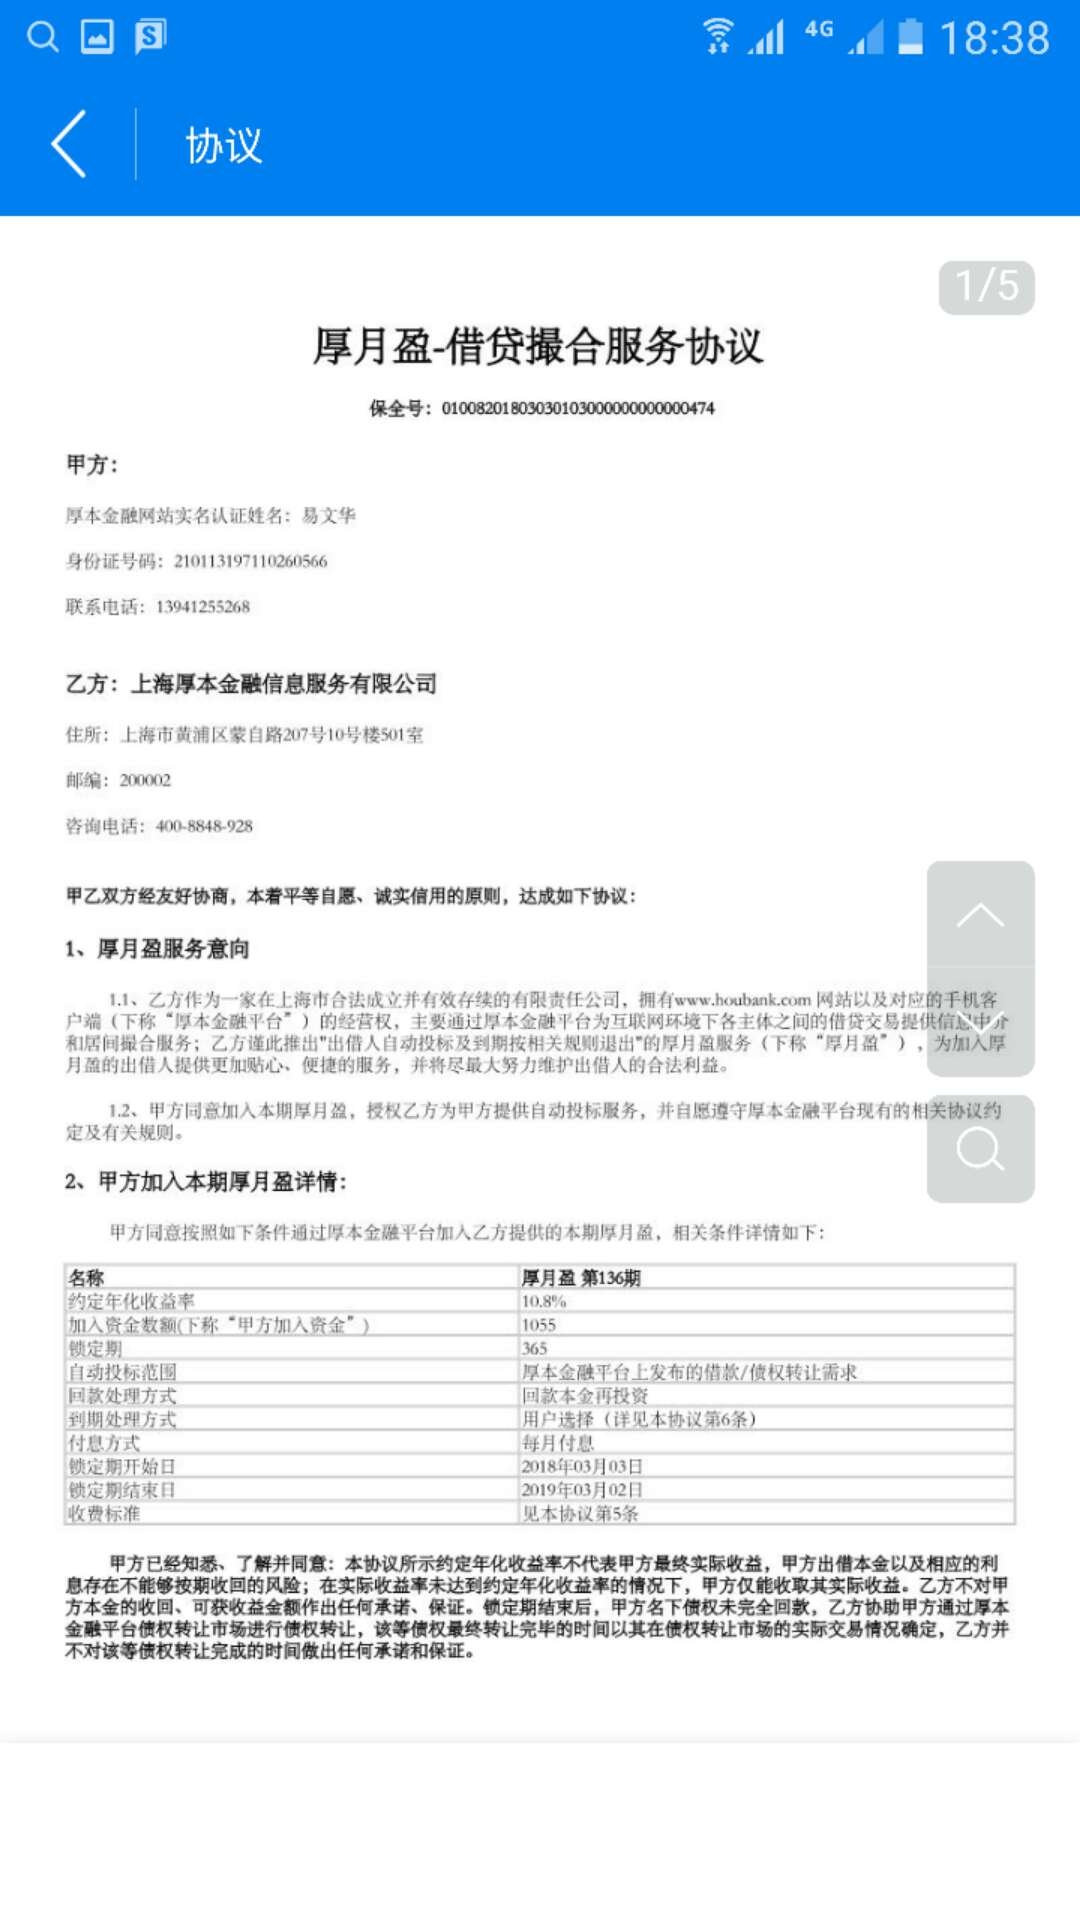 4G 18:38
协议
1/5
厚月盈-借贷撮合服务协议
保全号：01008201803030103000000000000474
甲方：
厚本金融网站实名认证姓名：易文华
身份证号码：210113197110260566
联系电话：13941255268
乙方：上海厚本金融信息服务有限公司
住所：上海市黄浦区蒙自路207号10号楼501室
邮编：200002
咨询电话：400-8848-928
甲乙双方经友好协商，本着平等自愿、诚实信用的原则，达成如下协议：
1、厚月盈服务意向
1.1、乙方作为一家在上海市合法成立并有效存续的有限责任公司，拥有www.houbank.com 网站以及对应的手机客
户端（下称“厚本金融平台”）的经营权，主要通过厚本金融平台为互联网环境下各主体之间的借贷交易提供信息中介
和居间撮合服务；乙方谨此推出"出借人自动投标及到期按相关规则退出"的厚月盈服务（下称“厚月盈”），为加入厚
月盈的出借人提供更加贴心、便捷的服务，并将尽最大努力维护出借人的合法利益。
1.2、甲方同意加入本期厚月盈，授权乙方为甲方提供自动投标服务，并自愿遵守厚本金融平台现有的相关协议约
定及有关规则。
2、甲方加入本期厚月盈详情：
甲方同意按照如下条件通过厚本金融平台加入乙方提供的本期厚月盈，相关条件详情如下：
名称 厚月盈 第136期
约定年化收益率 10.8%
加入资金数额(下称“甲方加入资金”) 1055
锁定期 365
自动投标范围 厚本金融平台上发布的借款/债权转让需求
回款处理方式 回款本金再投资
到期处理方式 用户选择（详见本协议第6条）
付息方式 每月付息
锁定期开始日 2018年03月03日
锁定期结束日 2019年03月02日
收费标准 见本协议第5条
甲方已经知悉、了解并同意：本协议所示约定年化收益率不代表甲方最终实际收益，甲方出借本金以及相应的利
息存在不能够按期收回的风险；在实际收益率未达到约定年化收益率的情况下，甲方仅能收取其实际收益。乙方不对甲
方本金的收回、可获收益金额作出任何承诺、保证。锁定期结束后，甲方名下债权未完全回款，乙方协助甲方通过厚本
金融平台债权转让市场进行债权转让，该等债权最终转让完毕的时间以其在债权转让市场的实际交易情况确定，乙方并
不对该等债权转让完成的时间做出任何承诺和保证。